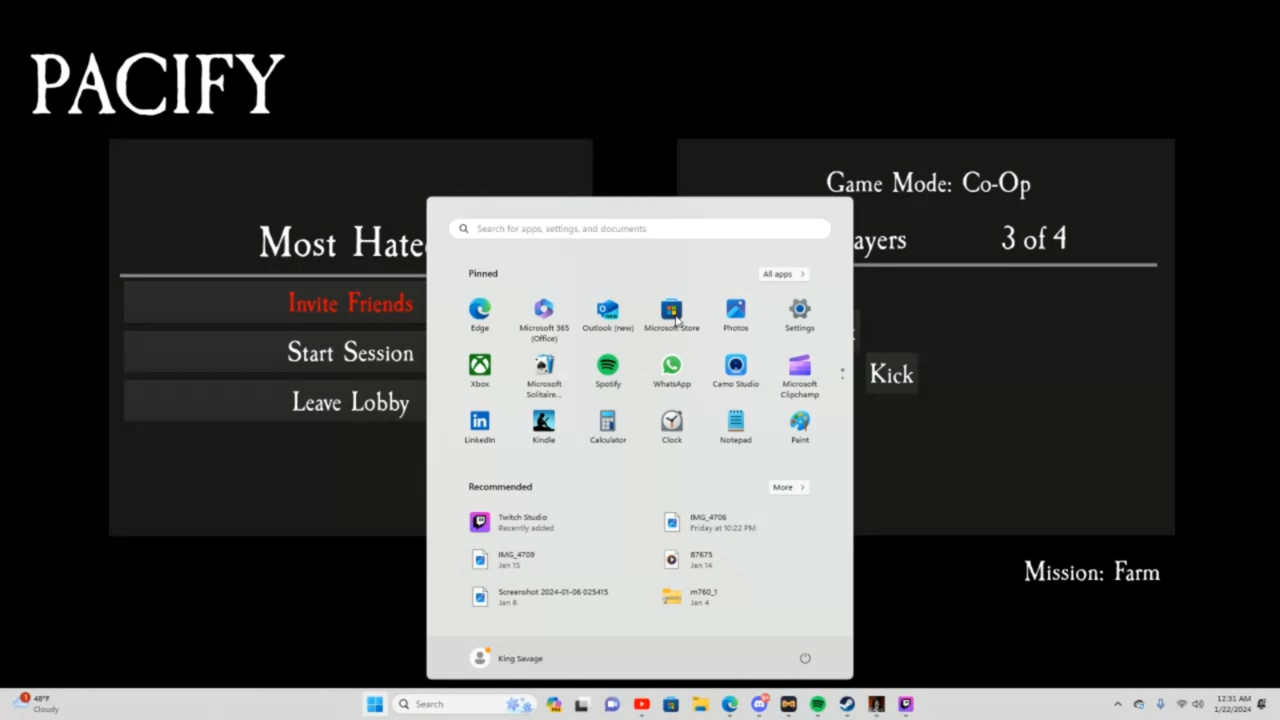 PACIFY
Game Mode: Co-Op
Most Hate
ayers 3 of 4
Invite Friends
Start Session
Leave Lobby
Kick
Mission: Farm
Search for apps, settings, and documents
Pinned
All apps
Edge
Microsoft 365
(Office)
Outlook (new)
Microsoft Store
Photos
Settings
Xbox
Microsoft
Solitaire...
Spotify
WhatsApp
Camo Studio
Microsoft
Clipchamp
LinkedIn
Kindle
Calculator
Clock
Notepad
Paint
Recommended
More
Twitch Studio
Recently added
IMG_4706
Friday at 10:22 PM
IMG_4709
Jan 15
87675
Jan 14
Screenshot 2024-01-06 025415
Jan 6
m760_1
Jan 4
King Savage
48°F
Cloudy
Search
12:31 AM
1/22/2024